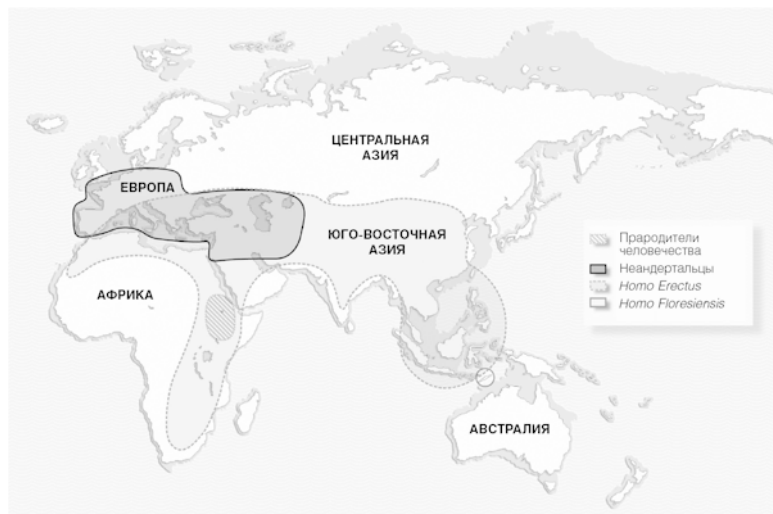 ЦЕНТРАЛЬНАЯ
АЗИЯ
ЕВРОПА
ЮГО-ВОСТОЧНАЯ
АЗИЯ
АФРИКА
АВСТРАЛИЯ
Прародители
человечества
Неандертальцы
Homo Erectus
Homo Floresiensis